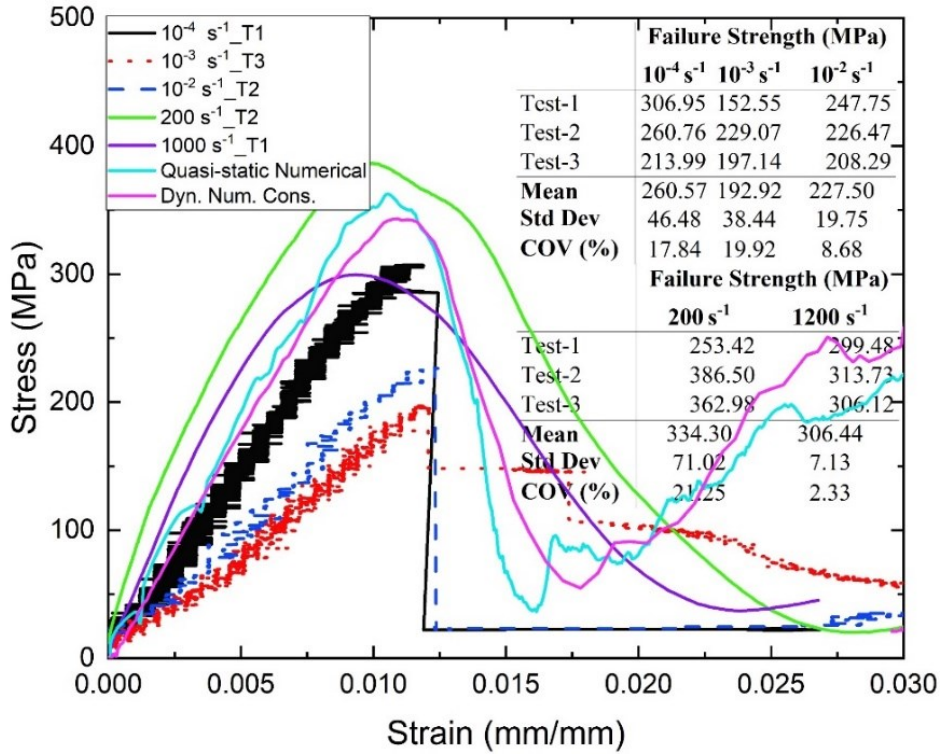 500
400
300
200
100
0
Stress (MPa)
10⁻⁴ s⁻¹_T1
10⁻³ s⁻¹_T3
10⁻² s⁻¹_T2
200 s⁻¹_T2
1000 s⁻¹_T1
Quasi-static Numerical
Dyn. Num. Cons.
Failure Strength (MPa)
10⁻⁴ s⁻¹ 10⁻³ s⁻¹ 10⁻² s⁻¹
Test-1 306.95 152.55 247.75
Test-2 260.76 229.07 226.47
Test-3 213.99 197.14 208.29
Mean 260.57 192.92 227.50
Std Dev 46.48 38.44 19.75
COV (%) 17.84 19.92 8.68
Failure Strength (MPa)
200 s⁻¹ 1200 s⁻¹
Test-1 253.42 299.48
Test-2 386.50 313.73
Test-3 362.98 306.12
Mean 334.30 306.44
Std Dev 71.02 7.13
COV (%) 21.25 2.33
0.000 0.005 0.010 0.015 0.020 0.025 0.030
Strain (mm/mm)